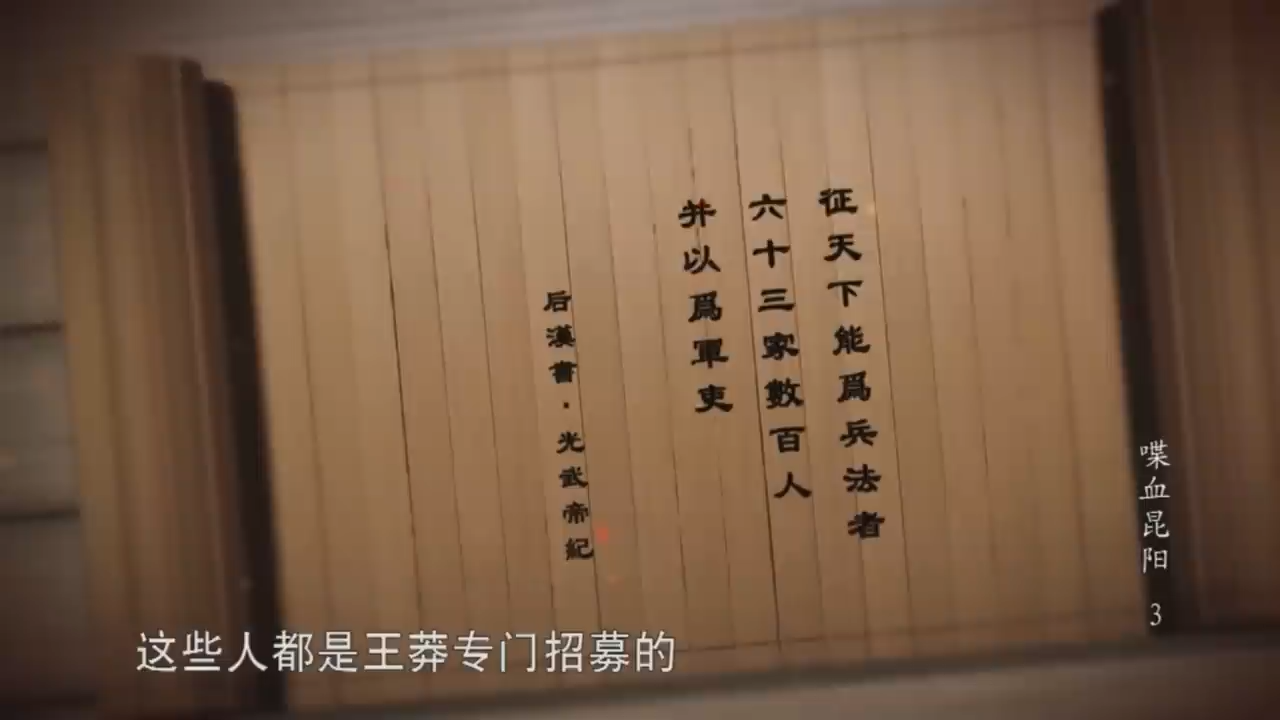 征天下能爲兵法者
六十三家數百人
并以爲軍吏
后漢書·光武帝紀
喋血昆阳 3
这些人都是王莽专门招募的